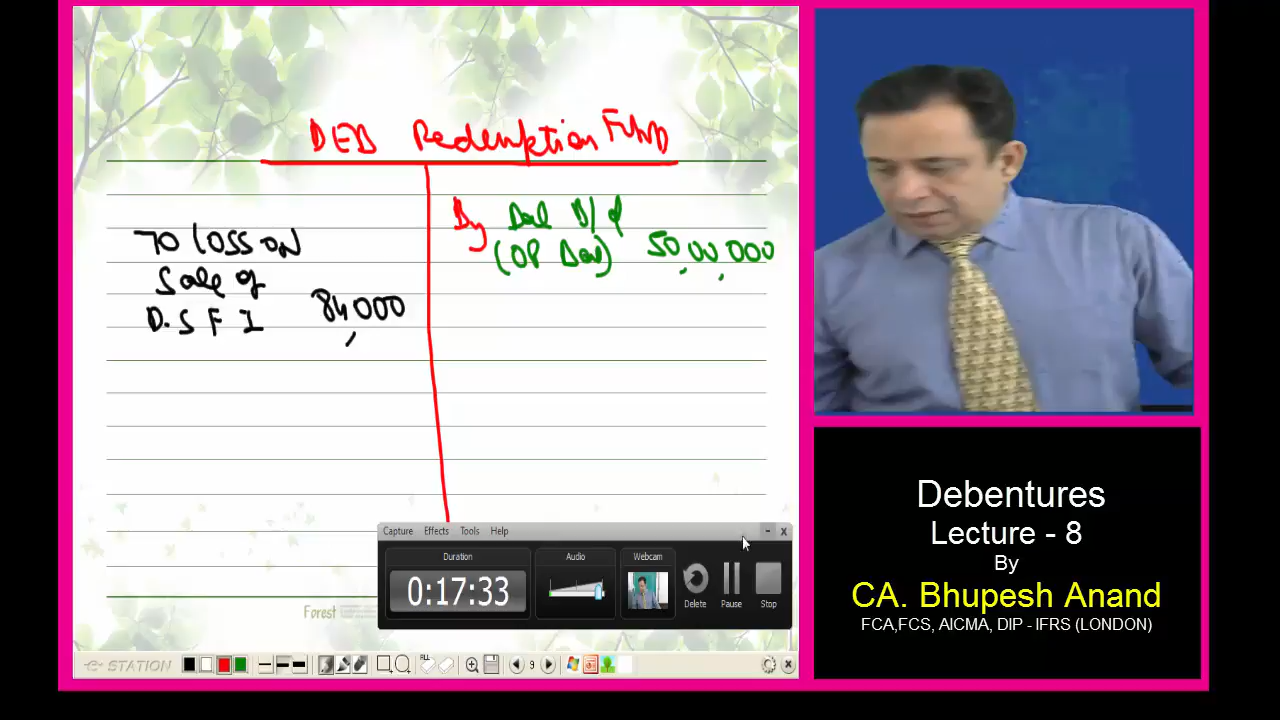 DEB Redemption FUND
By Bal B/d
(OP Bal) 50,00,000
TO LOSS ON
Sale of
D.S F I 84,000
Capture Effects Tools Help
Duration Audio Webcam
0:17:33
Delete Pause Stop
Forest
e-STATION
ALL
9
Debentures
Lecture - 8
By
CA. Bhupesh Anand
FCA,FCS, AICMA, DIP - IFRS (LONDON)